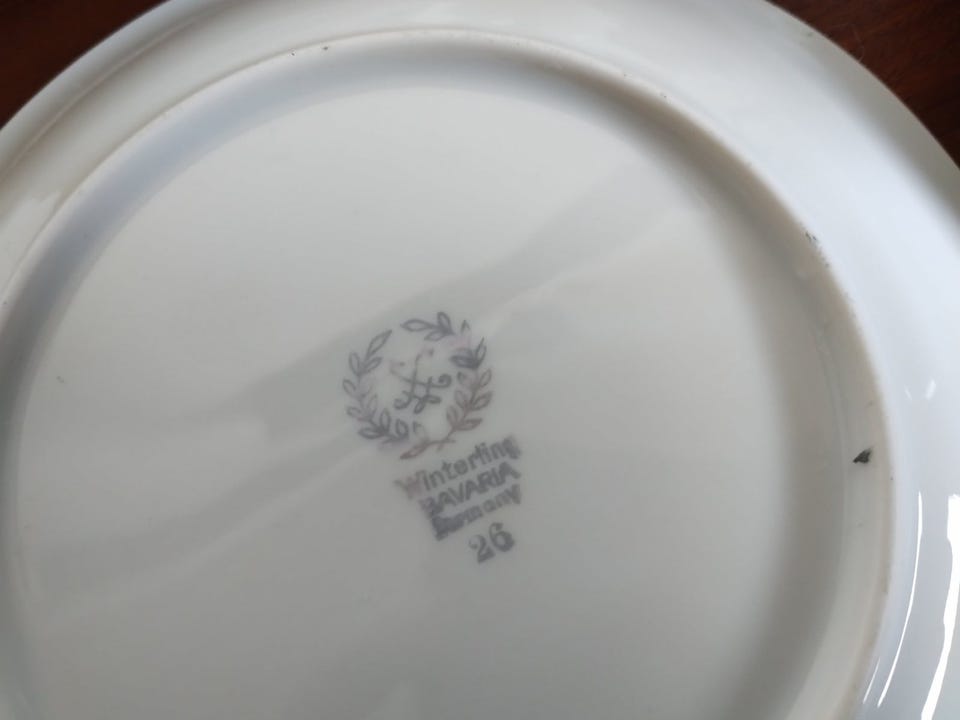 Winterling
BAVARIA
Germany
26